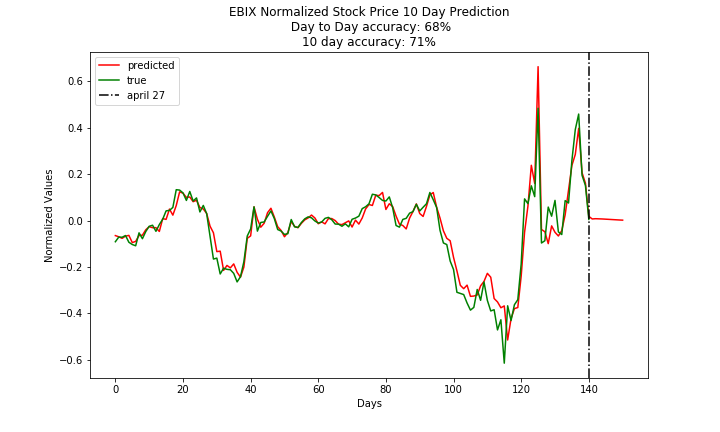 EBIX Normalized Stock Price 10 Day Prediction
Day to Day accuracy: 68%
10 day accuracy: 71%
predicted
true
april 27
Normalized Values
0.6
0.4
0.2
0.0
−0.2
−0.4
−0.6
0 20 40 60 80 100 120 140
Days